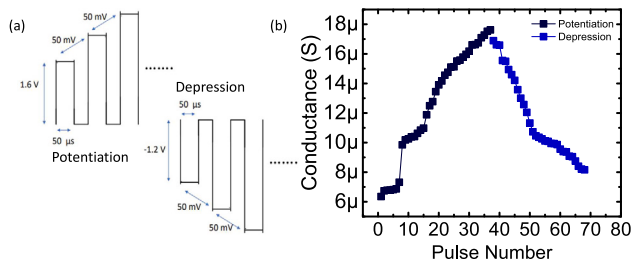 (a)
50 mV
50 mV
1.6 V
50 μs
Potentiation
Depression
50 μs
-1.2 V
50 mV
50 mV
(b)
Conductance (S)
18μ
16μ
14μ
12μ
10μ
8μ
6μ
Potentiation
Depression
0 10 20 30 40 50 60 70 80
Pulse Number